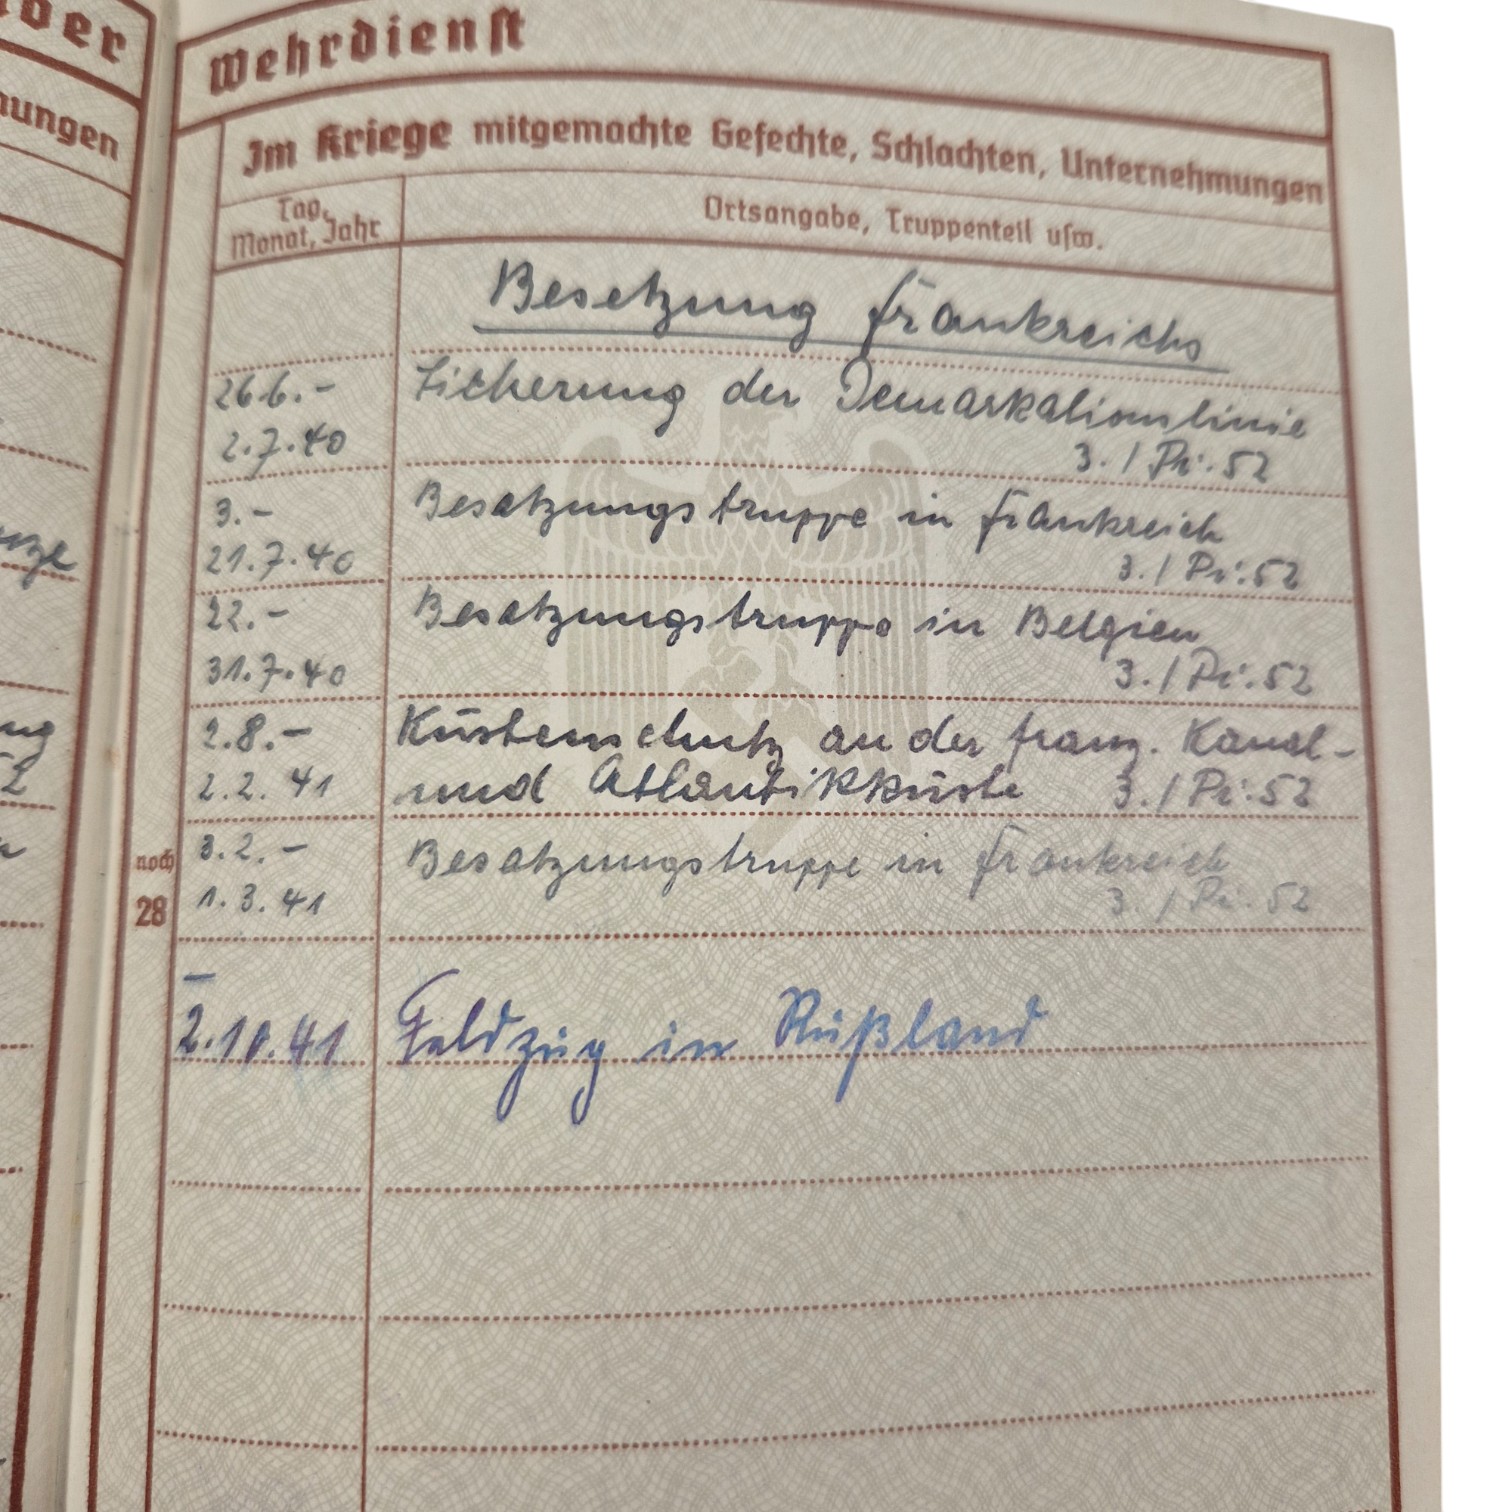 Wehrdienst
nungen
Im Kriege mitgemachte Gefechte, Schlachten, Unternehmungen
Tag, Monat, Jahr
Ortsangabe, Truppenteil usw.
Besetzung Frankreichs
26.6.- Sicherung der Demarkationslinie
2.7.40 3./Pi.52
3.- Besatzungstruppe in Frankreich
21.7.40 3./Pi.52
22.- Besatzungstruppe in Belgien
31.7.40 3./Pi.52
2.8.- Küstenschutz an der franz. Kanal-
2.2.41 und Atlantikküste 3./Pi.52
noch 3.2.- Besatzungstruppe in Frankreich
28 1.3.41 3./Pi.52
–
2.10.41 Feldzug in Rußland